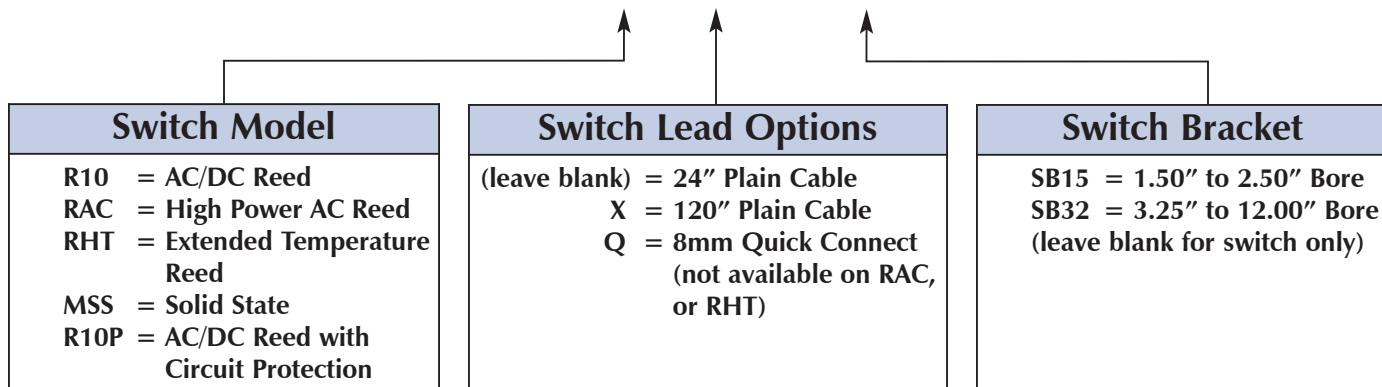 Switch Model
R10 = AC/DC Reed
RAC = High Power AC Reed
RHT = Extended Temperature
Reed
MSS = Solid State
R10P = AC/DC Reed with
Circuit Protection
Switch Lead Options
(leave blank) = 24″ Plain Cable
X = 120″ Plain Cable
Q = 8mm Quick Connect
(not available on RAC,
or RHT)
Switch Bracket
SB15 = 1.50″ to 2.50″ Bore
SB32 = 3.25″ to 12.00″ Bore
(leave blank for switch only)